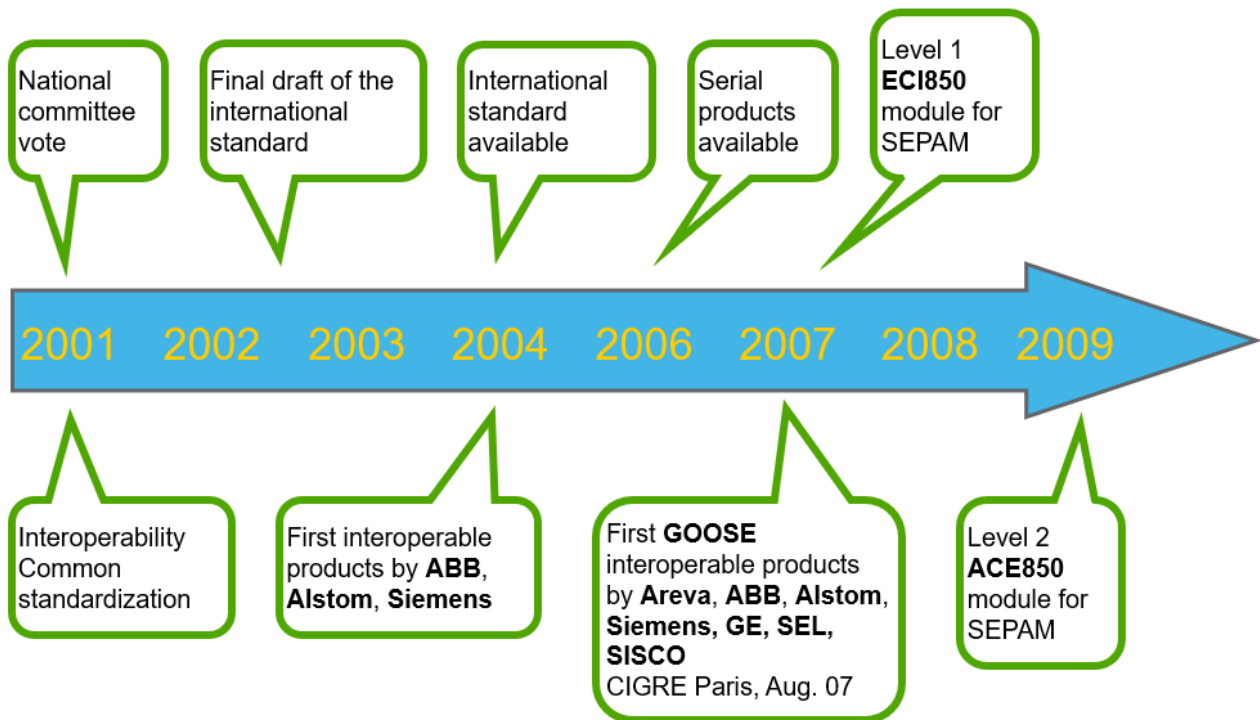 National
committee
vote
Final draft of the
international
standard
International
standard
available
Serial
products
available
Level 1
ECI850
module for
SEPAM
2001 2002 2003 2004 2006 2007 2008 2009
Interoperability
Common
standardization
First interoperable
products by ABB,
Alstom, Siemens
First GOOSE
interoperable products
by Areva, ABB, Alstom,
Siemens, GE, SEL,
SISCO
CIGRE Paris, Aug. 07
Level 2
ACE850
module for
SEPAM